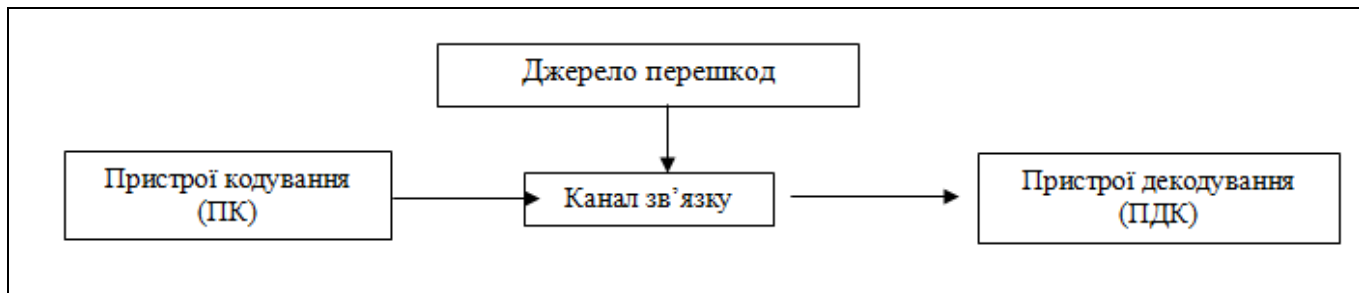 Джерело перешкод
Пристрої кодування
(ПК)
Канал зв’язку
Пристрої декодування
(ПДК)